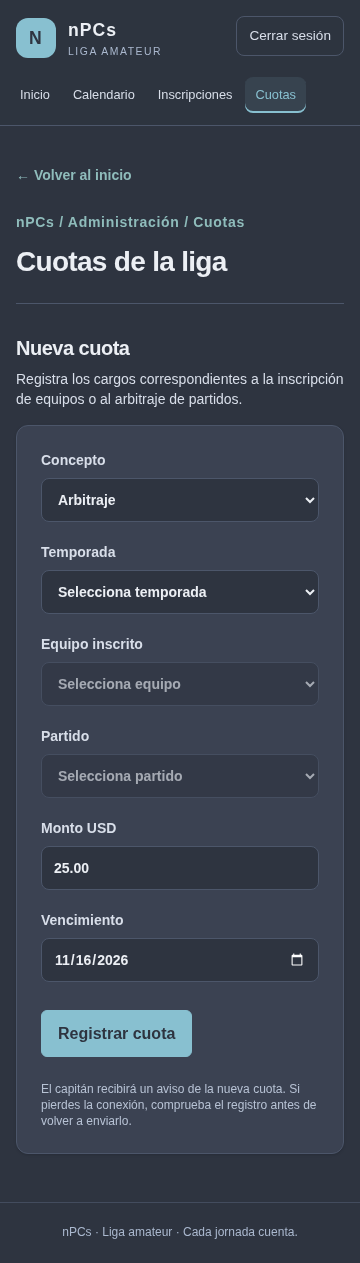 N
nPCs
LIGA AMATEUR
Cerrar sesión
Inicio
Calendario
Inscripciones
Cuotas
← Volver al inicio
nPCs / Administración / Cuotas
Cuotas de la liga
Nueva cuota
Registra los cargos correspondientes a la inscripción
de equipos o al arbitraje de partidos.
Concepto
Arbitraje
Temporada
Selecciona temporada
Equipo inscrito
Selecciona equipo
Partido
Selecciona partido
Monto USD
25.00
Vencimiento
11/16/2026
Registrar cuota
El capitán recibirá un aviso de la nueva cuota. Si
pierdes la conexión, comprueba el registro antes de
volver a enviarlo.
nPCs · Liga amateur · Cada jornada cuenta.